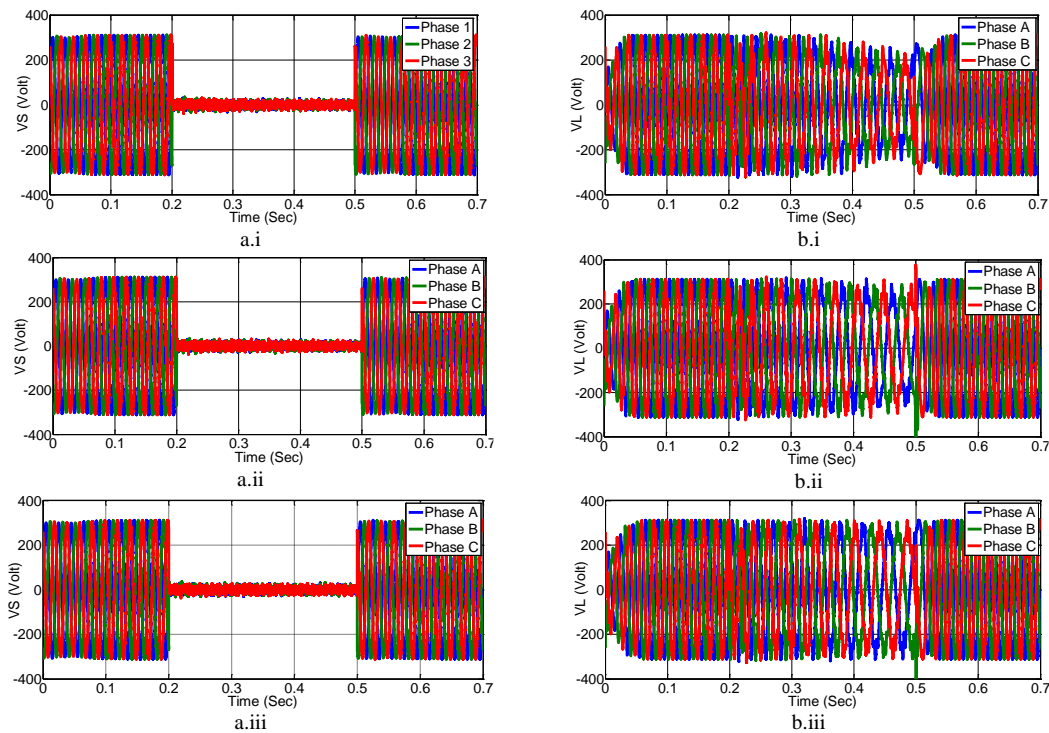 VS (Volt)
400
200
0
-200
-400
0 0.1 0.2 0.3 0.4 0.5 0.6 0.7
Time (Sec)
Phase 1
Phase 2
Phase 3
a.i
VL (Volt)
400
200
0
-200
-400
0 0.1 0.2 0.3 0.4 0.5 0.6 0.7
Time (Sec)
Phase A
Phase B
Phase C
b.i
VS (Volt)
400
200
0
-200
-400
0 0.1 0.2 0.3 0.4 0.5 0.6 0.7
Time (Sec)
Phase A
Phase B
Phase C
a.ii
VL (Volt)
400
200
0
-200
-400
0 0.1 0.2 0.3 0.4 0.5 0.6 0.7
Time (Sec)
Phase A
Phase B
Phase C
b.ii
VS (Volt)
400
200
0
-200
-400
0 0.1 0.2 0.3 0.4 0.5 0.6 0.7
Time (Sec)
Phase A
Phase B
Phase C
a.iii
VL (Volt)
400
200
0
-200
-400
0 0.1 0.2 0.3 0.4 0.5 0.6 0.7
Time (Sec)
Phase A
Phase B
Phase C
b.iii